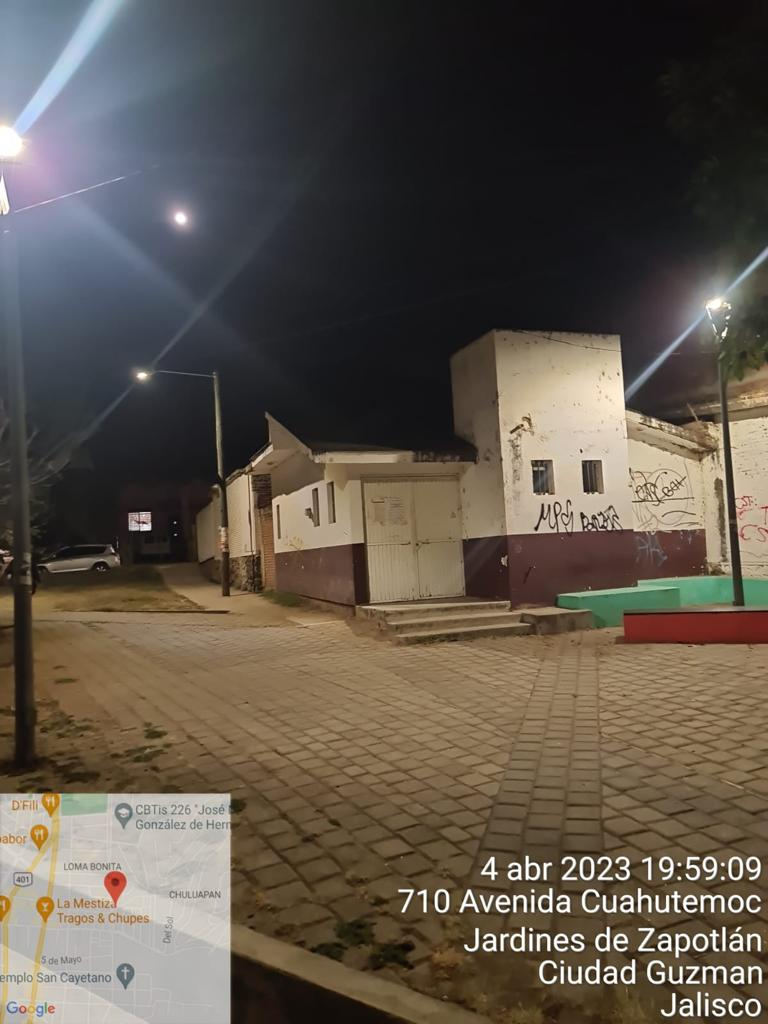 D'Fili
CBTis 226 "José
González de Hern
abor
LOMA BONITA
401
CHULUAPAN
La Mestiza
Tragos & Chupes
Del Sol
5 de Mayo
emplo San Cayetano
Google
4 abr 2023 19:59:09
710 Avenida Cuahutemoc
Jardines de Zapotlán
Ciudad Guzman
Jalisco